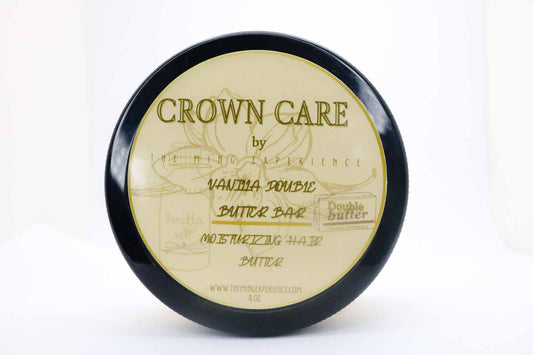 CROWN CARE
by
THE MING EXPERIENCE
VANILLA DOUBLE
BUTTER BAR
Vanilla
Double
butter
MOISTURIZING HAIR
BUTTER
WWW.THEMINGEXPERIENCE.COM
8 OZ